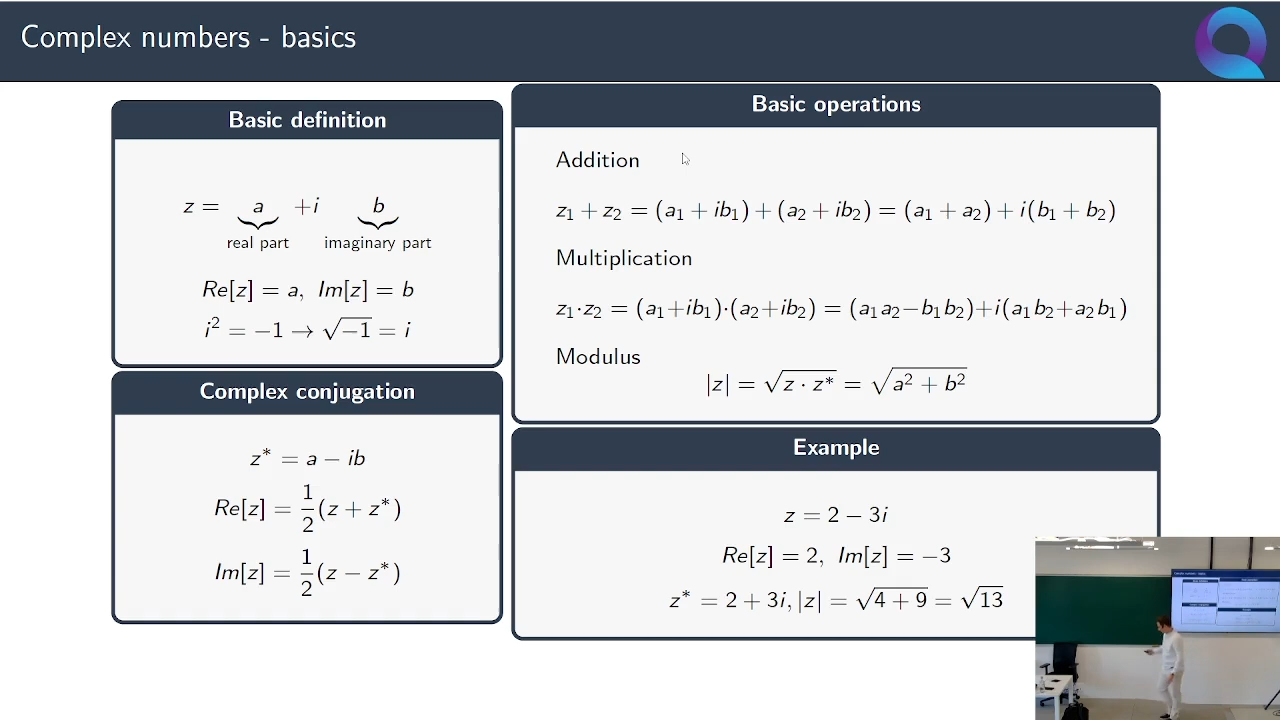 Complex numbers - basics
Basic definition
z = a +i b
real part imaginary part
Re[z] = a, Im[z] = b
i² = −1 → √−1 = i
Complex conjugation
z* = a − ib
Re[z] = 1/2(z + z*)
Im[z] = 1/2(z − z*)
Basic operations
Addition
z₁ + z₂ = (a₁ + ib₁) + (a₂ + ib₂) = (a₁ + a₂) + i(b₁ + b₂)
Multiplication
z₁·z₂ = (a₁+ib₁)·(a₂+ib₂) = (a₁a₂−b₁b₂)+i(a₁b₂+a₂b₁)
Modulus
|z| = √z · z* = √a² + b²
Example
z = 2 − 3i
Re[z] = 2, Im[z] = −3
z* = 2 + 3i, |z| = √4 + 9 = √13